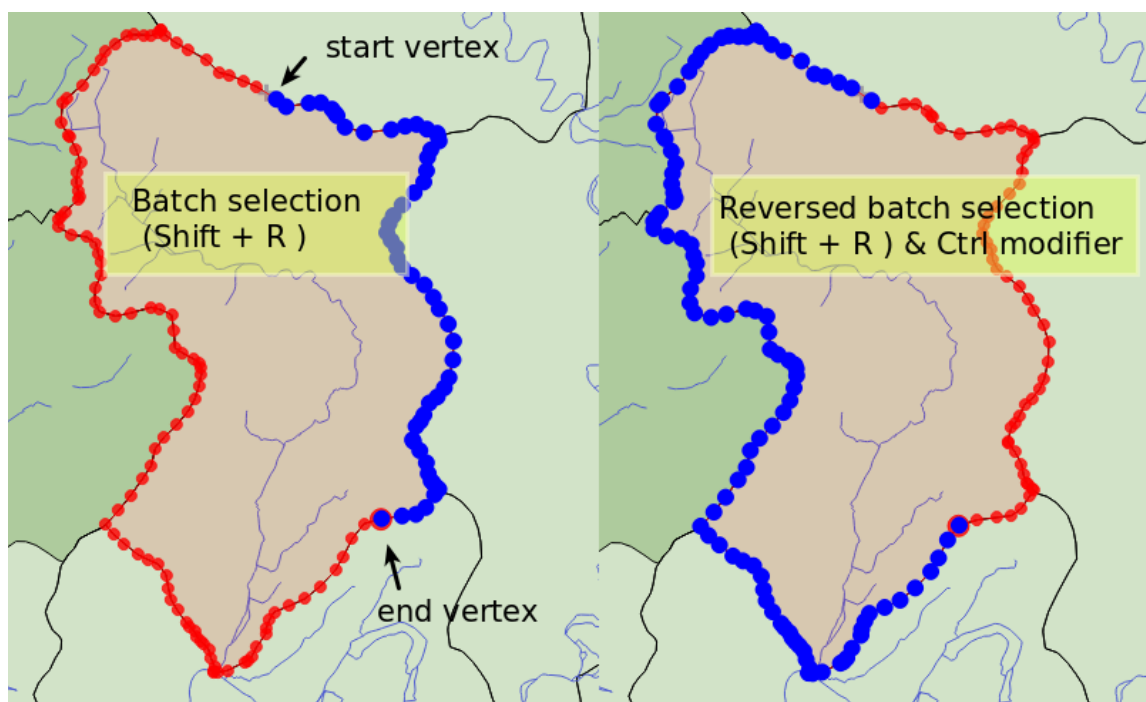 start vertex
Batch selection
(Shift + R )
end vertex
Reversed batch selection
(Shift + R ) & Ctrl modifier